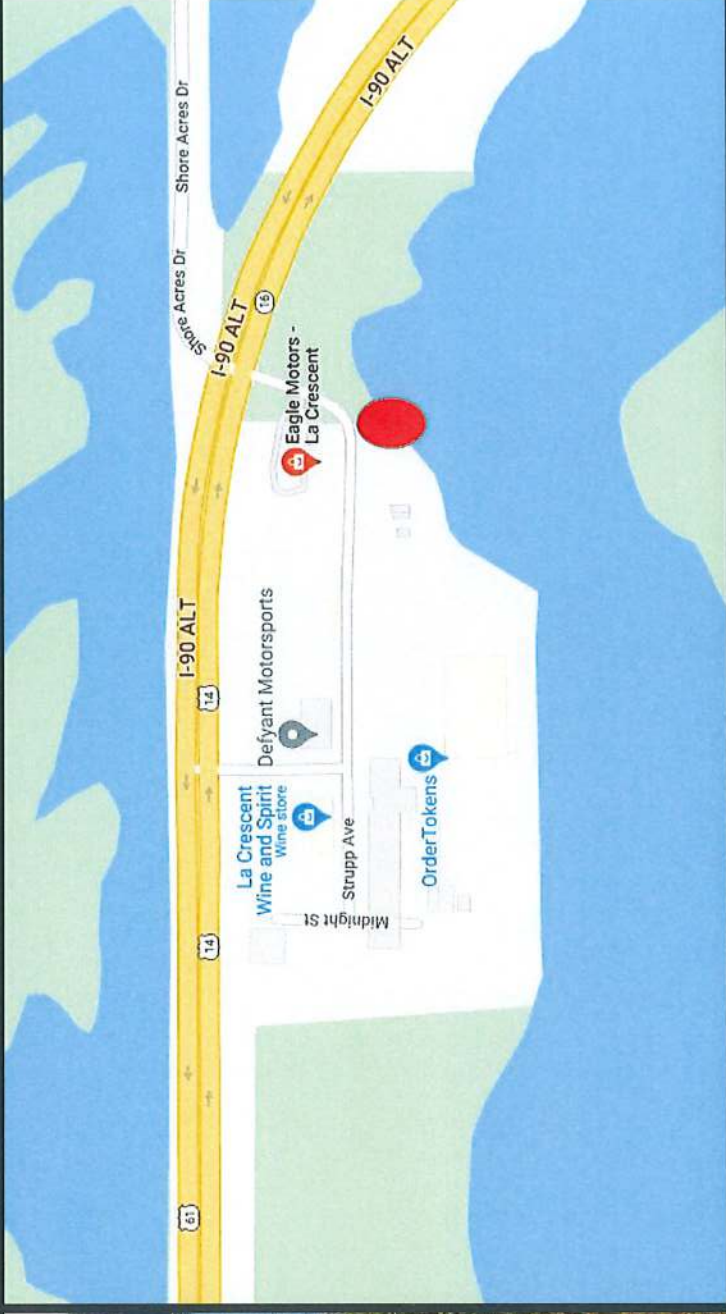 Shore Acres Dr
Shore Acres Dr
I-90 ALT
61
14
14
I-90 ALT
16
I-90 ALT
La Crescent
Wine and Spirit
Wine store
Defyant Motorsports
Eagle Motors -
La Crescent
Midnight St
Strupp Ave
OrderTokens